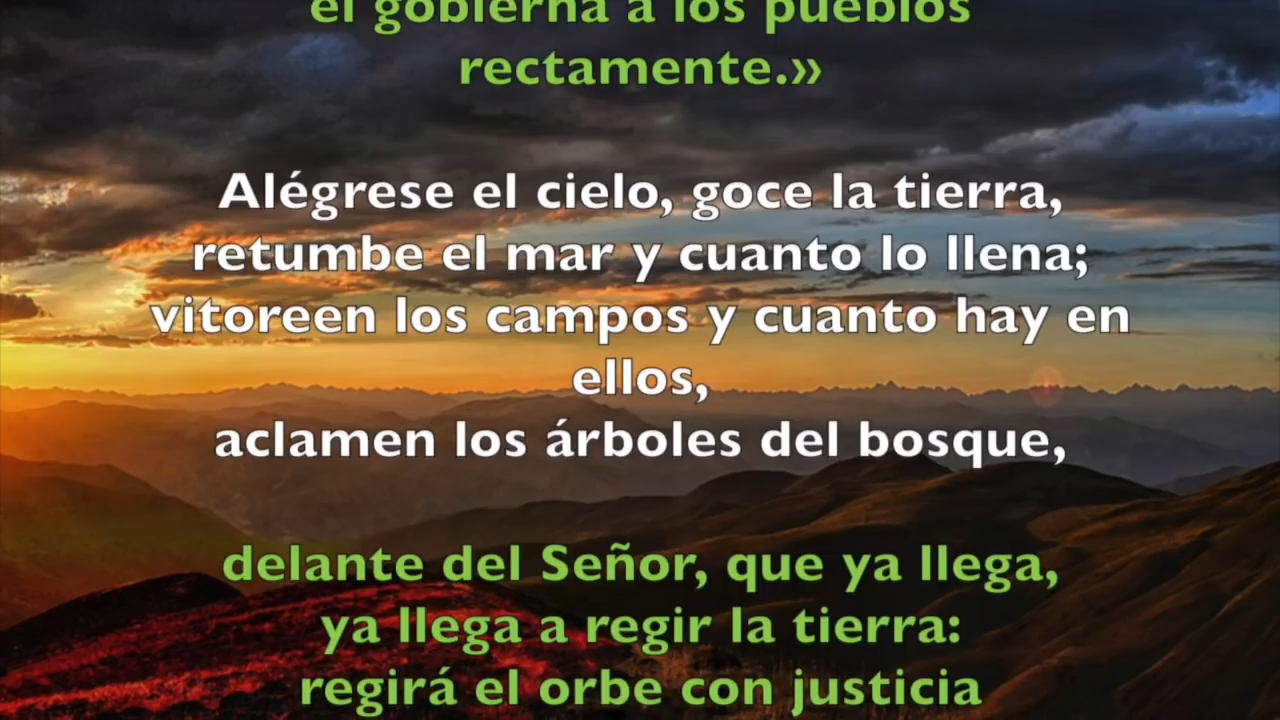 él gobierna a los pueblos
rectamente.»
Alégrese el cielo, goce la tierra,
retumbe el mar y cuanto lo llena;
vitoreen los campos y cuanto hay en
ellos,
aclamen los árboles del bosque,
delante del Señor, que ya llega,
ya llega a regir la tierra:
regirá el orbe con justicia